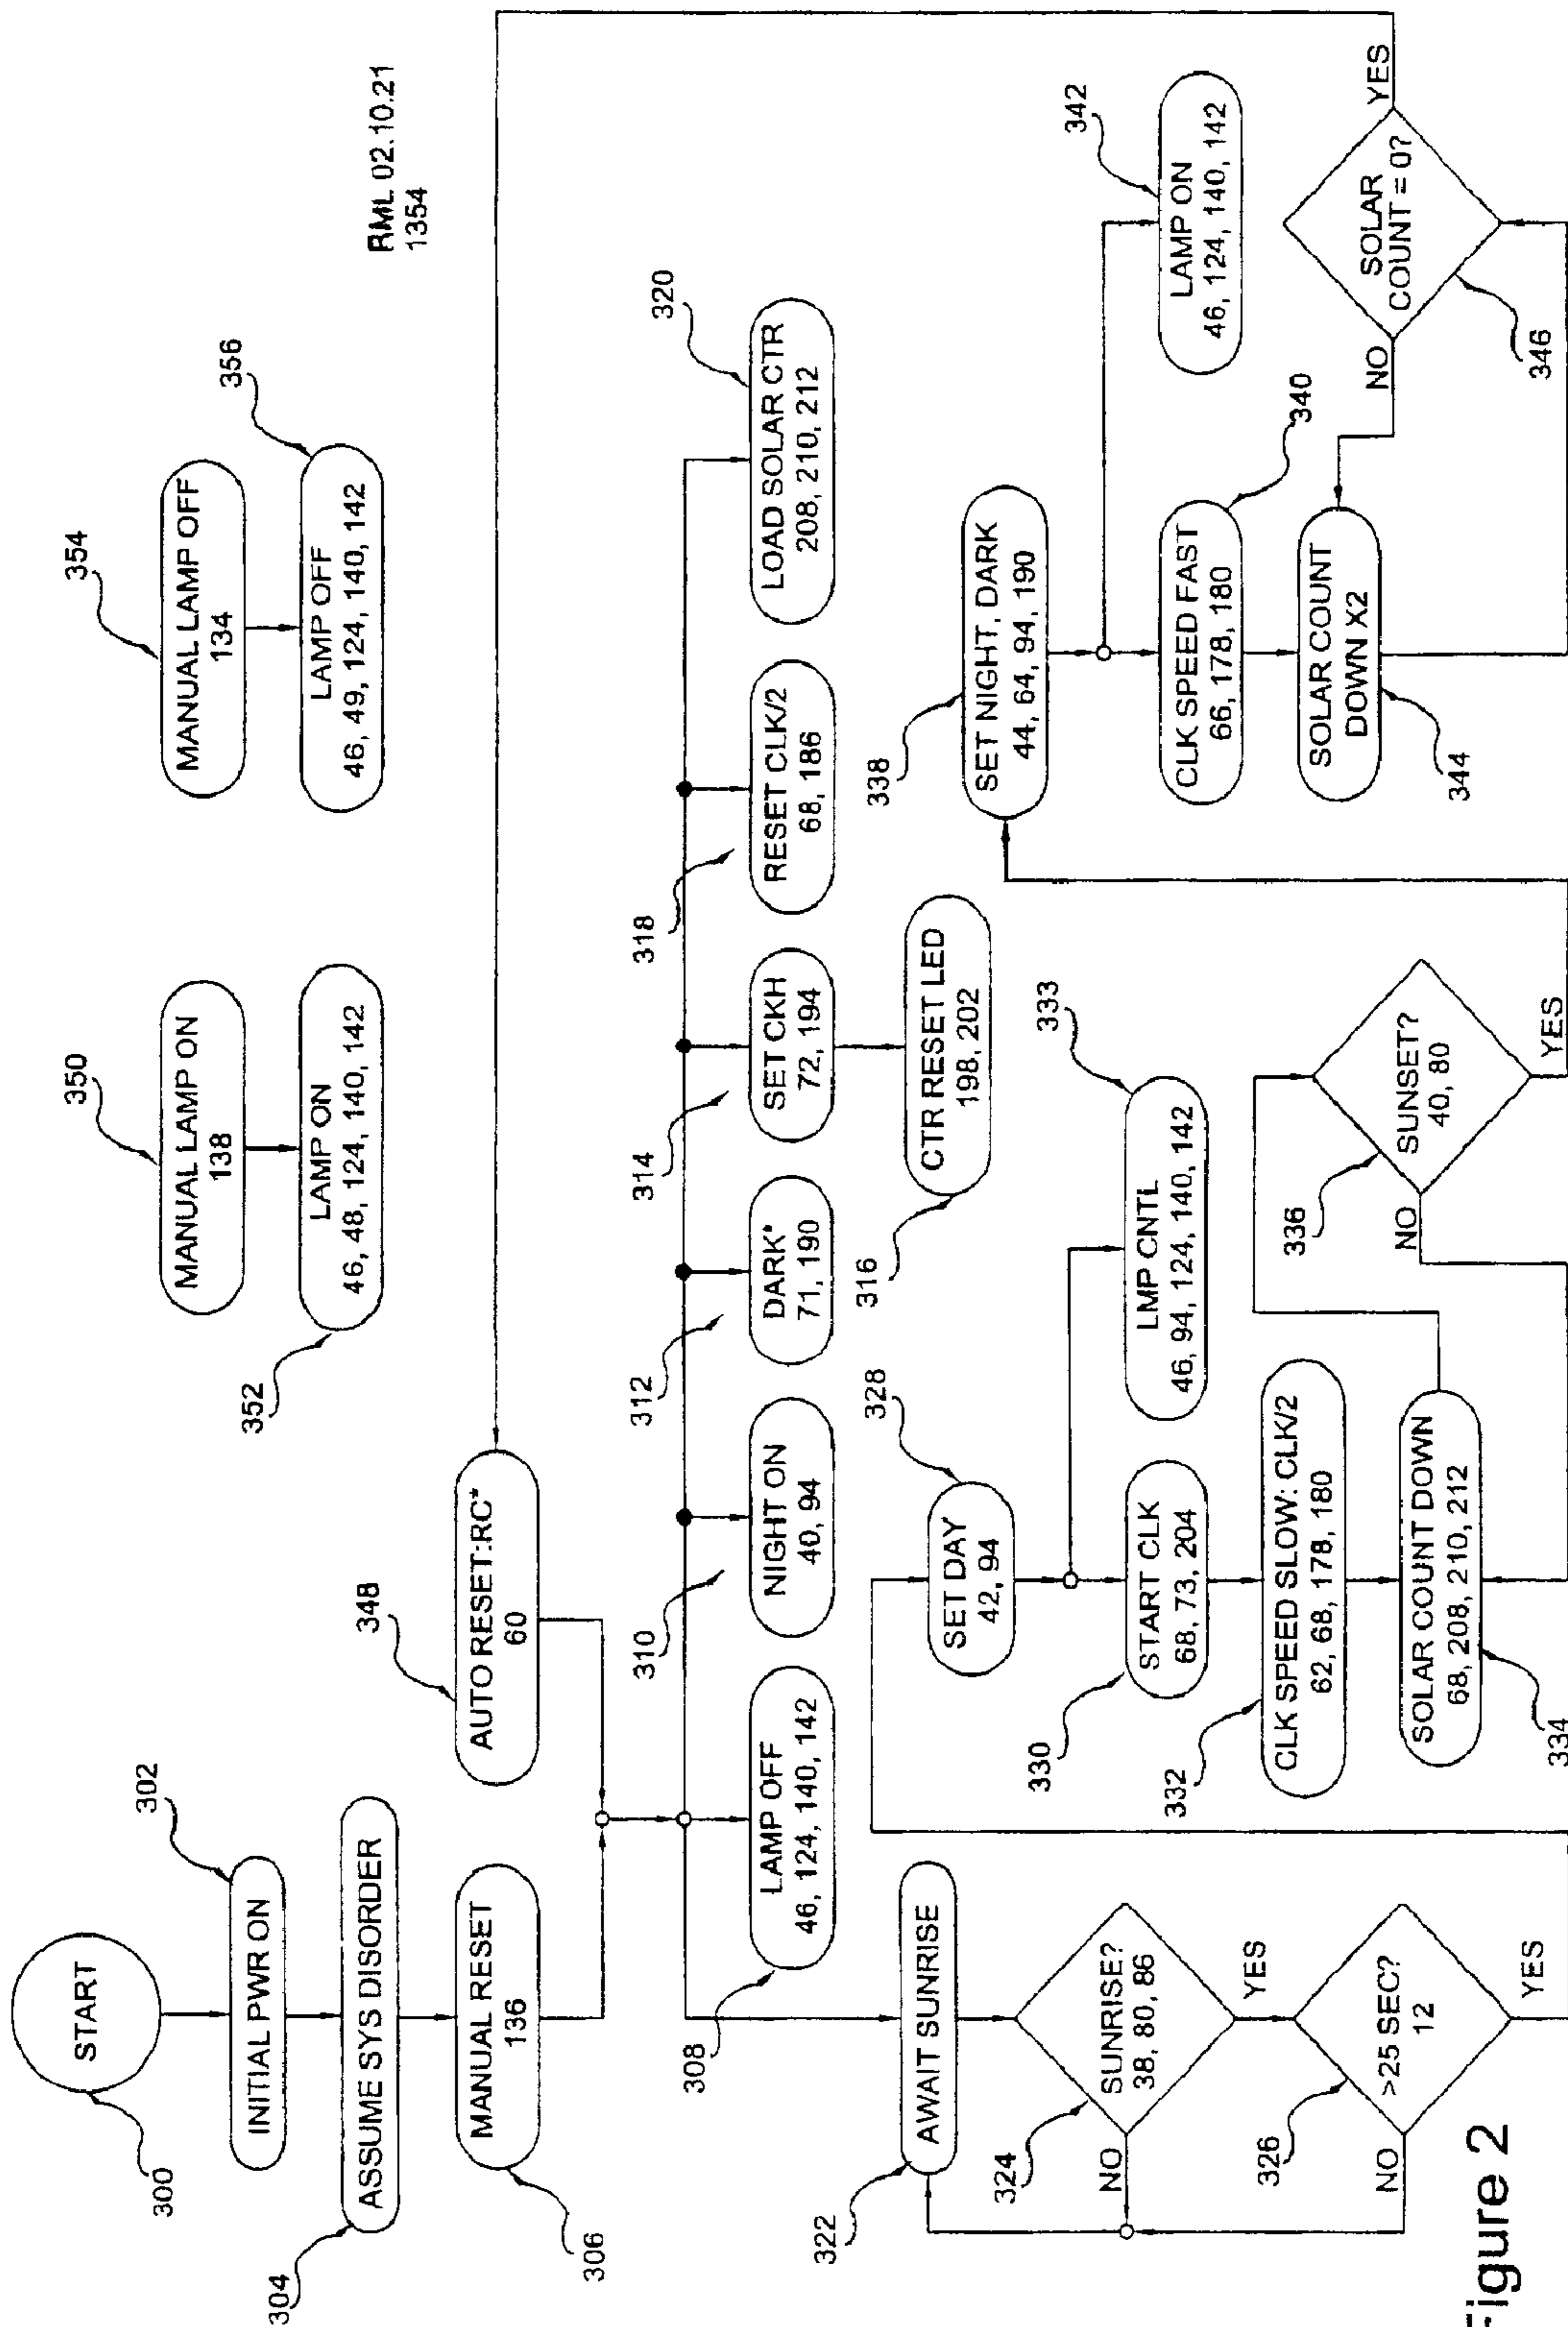 START
300
INITIAL PWR ON
302
ASSUME SYS DISORDER
304
MANUAL RESET
136
306
AUTO RESET:RC*
60
348
MANUAL LAMP ON
138
350
LAMP ON
46, 48, 124, 140, 142
352
MANUAL LAMP OFF
134
354
LAMP OFF
46, 49, 124, 140, 142
356
RML 02.10.21
1354
LAMP OFF
46, 124, 140, 142
308
NIGHT ON
40, 94
310
DARK*
71, 190
312
SET CKH
72, 194
314
CTR RESET LED
198, 202
316
RESET CLK/2
68, 186
318
LOAD SOLAR CTR
208, 210, 212
320
AWAIT SUNRISE
322
SUNRISE?
38, 80, 86
324
NO
YES
>25 SEC?
12
326
NO
YES
SET DAY
42, 94
328
START CLK
68, 73, 204
330
LMP CNTL
46, 94, 124, 140, 142
333
CLK SPEED SLOW: CLK/2
62, 68, 178, 180
332
SOLAR COUNT DOWN
68, 208, 210, 212
334
SUNSET?
40, 80
336
NO
YES
SET NIGHT, DARK
44, 64, 94, 190
338
LAMP ON
46, 124, 140, 142
342
CLK SPEED FAST
66, 178, 180
340
SOLAR COUNT
DOWN X2
344
SOLAR
COUNT = 0?
346
NO
YES
Figure 2